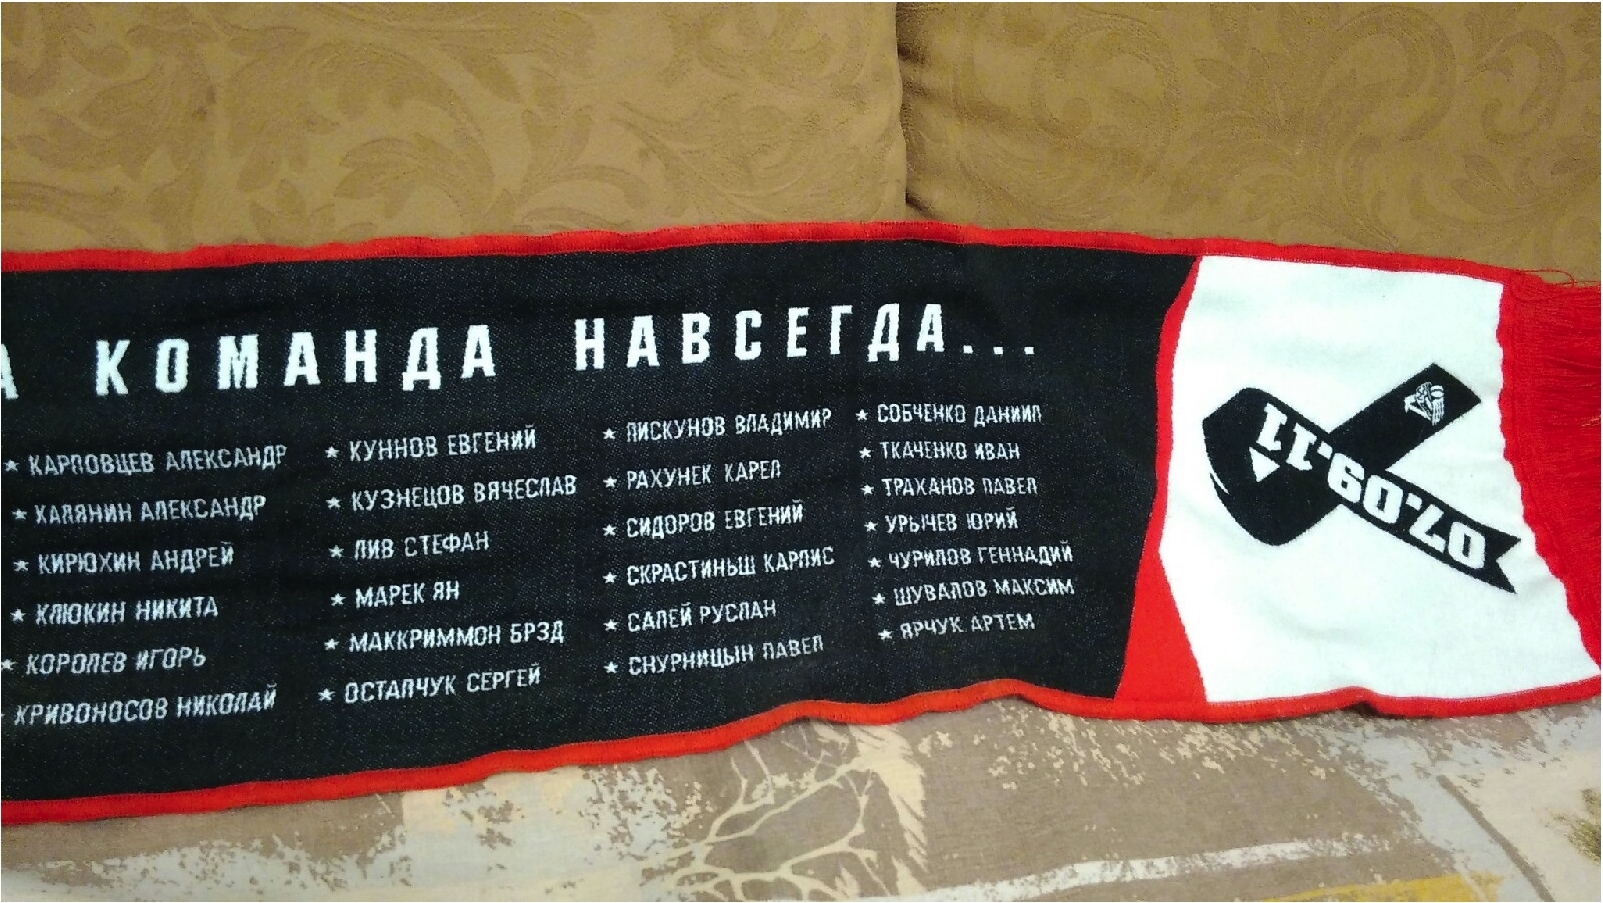 А КОМАНДА НАВСЕГДА...
★ КАРПОВЦЕВ АЛЕКСАНДР
★ КАЛЯНИН АЛЕКСАНДР
★ КИРЮХИН АНДРЕЙ
★ КЛЮКИН НИКИТА
★ КОРОЛЕВ ИГОРЬ
КРИВОНОСОВ НИКОЛАЙ
★ КУННОВ ЕВГЕНИЙ
★ КУЗНЕЦОВ ВЯЧЕСЛАВ
★ ЛИВ СТЕФАН
★ МАРЕК ЯН
★ МАККРИММОН БРЭД
★ ОСТАПЧУК СЕРГЕЙ
★ ПИСКУНОВ ВЛАДИМИР
★ РАХУНЕК КАРЕЛ
★ СИДОРОВ ЕВГЕНИЙ
★ СКРАСТИНЬШ КАРЛИС
★ САЛЕЙ РУСЛАН
★ СНУРНИЦЫН ПАВЕЛ
★ СОБЧЕНКО ДАНИИЛ
★ ТКАЧЕНКО ИВАН
★ ТРАХАНОВ ПАВЕЛ
★ УРЫЧЕВ ЮРИЙ
★ ЧУРИЛОВ ГЕННАДИЙ
★ ШУВАЛОВ МАКСИМ
★ ЯРЧУК АРТЕМ
07.09.11